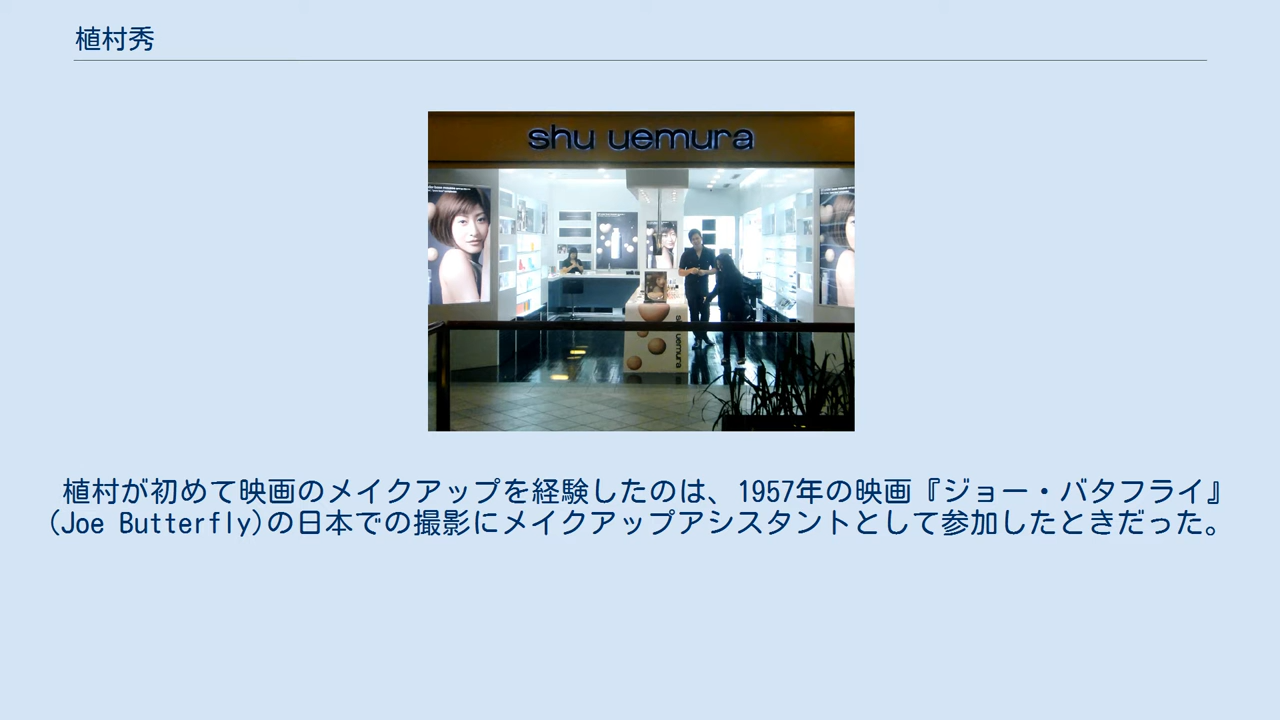 植村秀
shu uemura
shu uemura
植村が初めて映画のメイクアップを経験したのは、1957年の映画『ジョー・バタフライ』
(Joe Butterfly)の日本での撮影にメイクアップアシスタントとして参加したときだった。